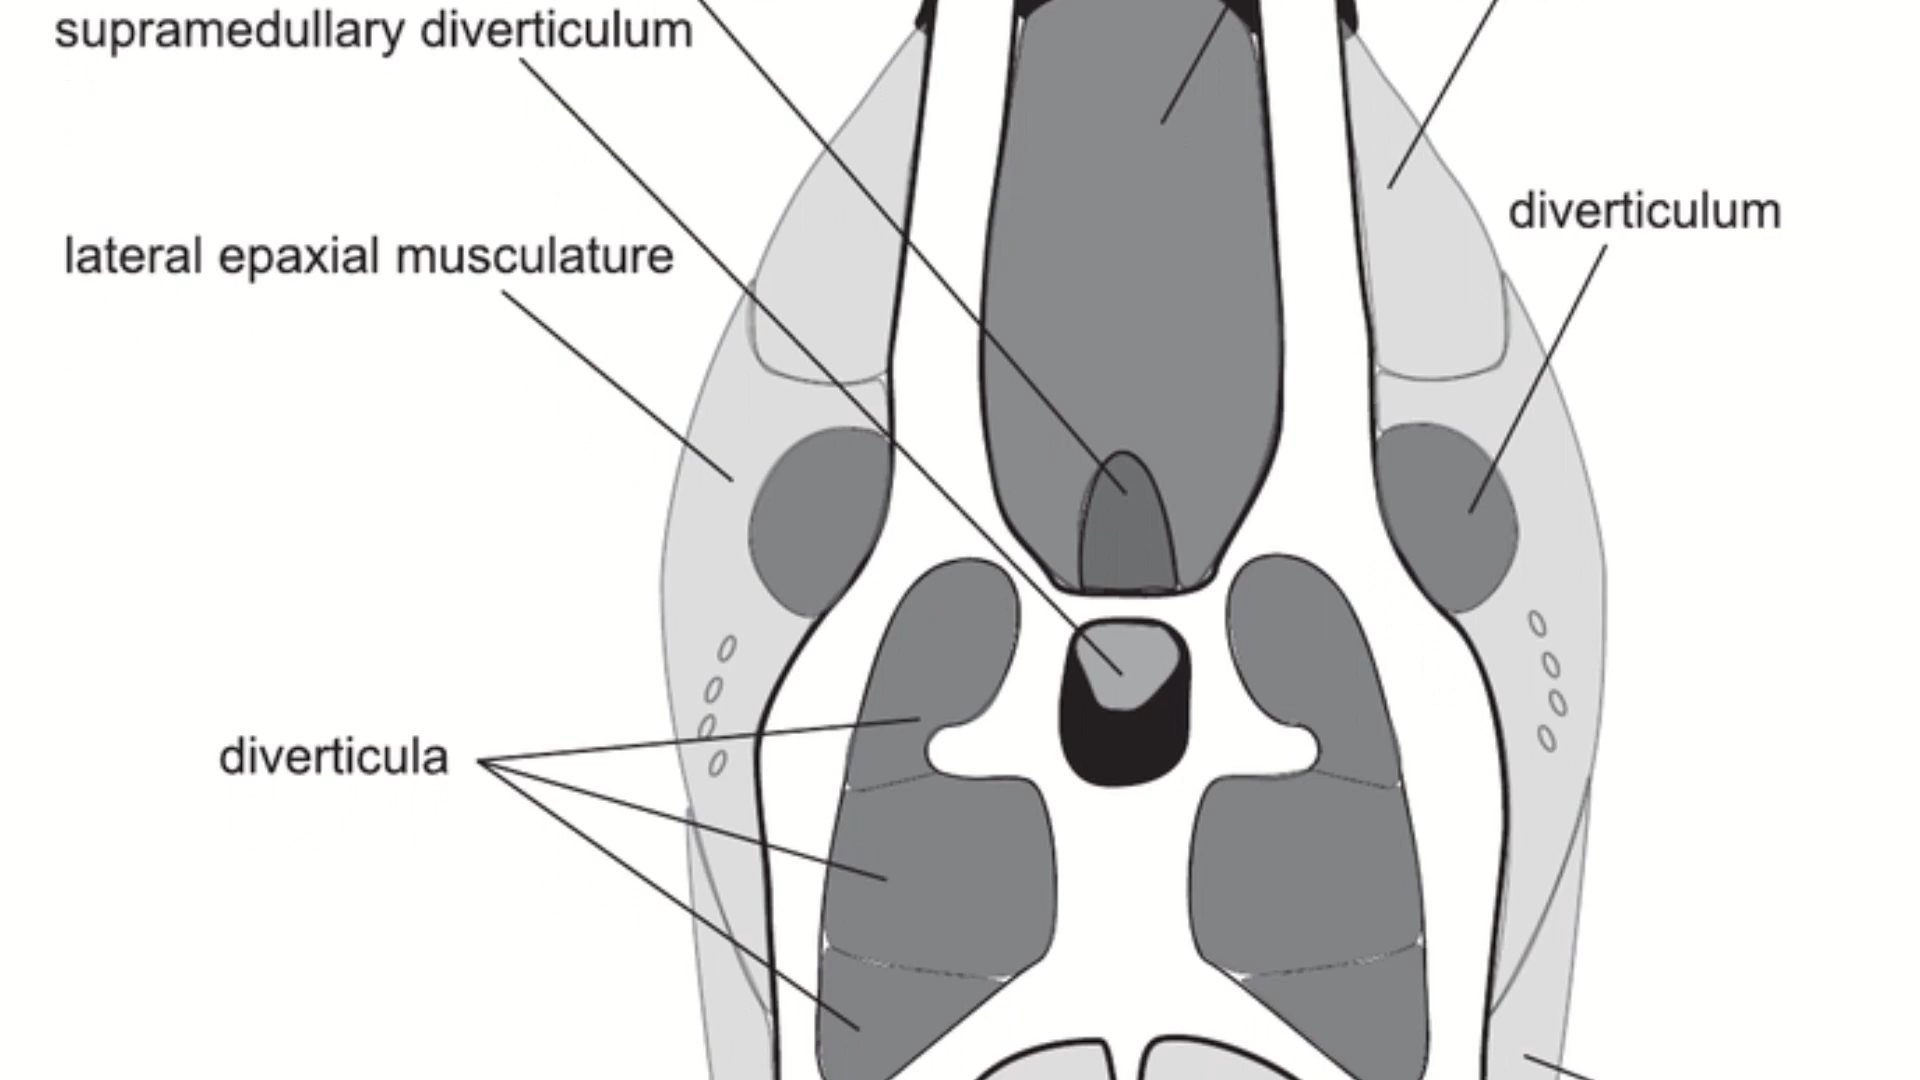 supramedullary diverticulum
diverticulum
lateral epaxial musculature
diverticula